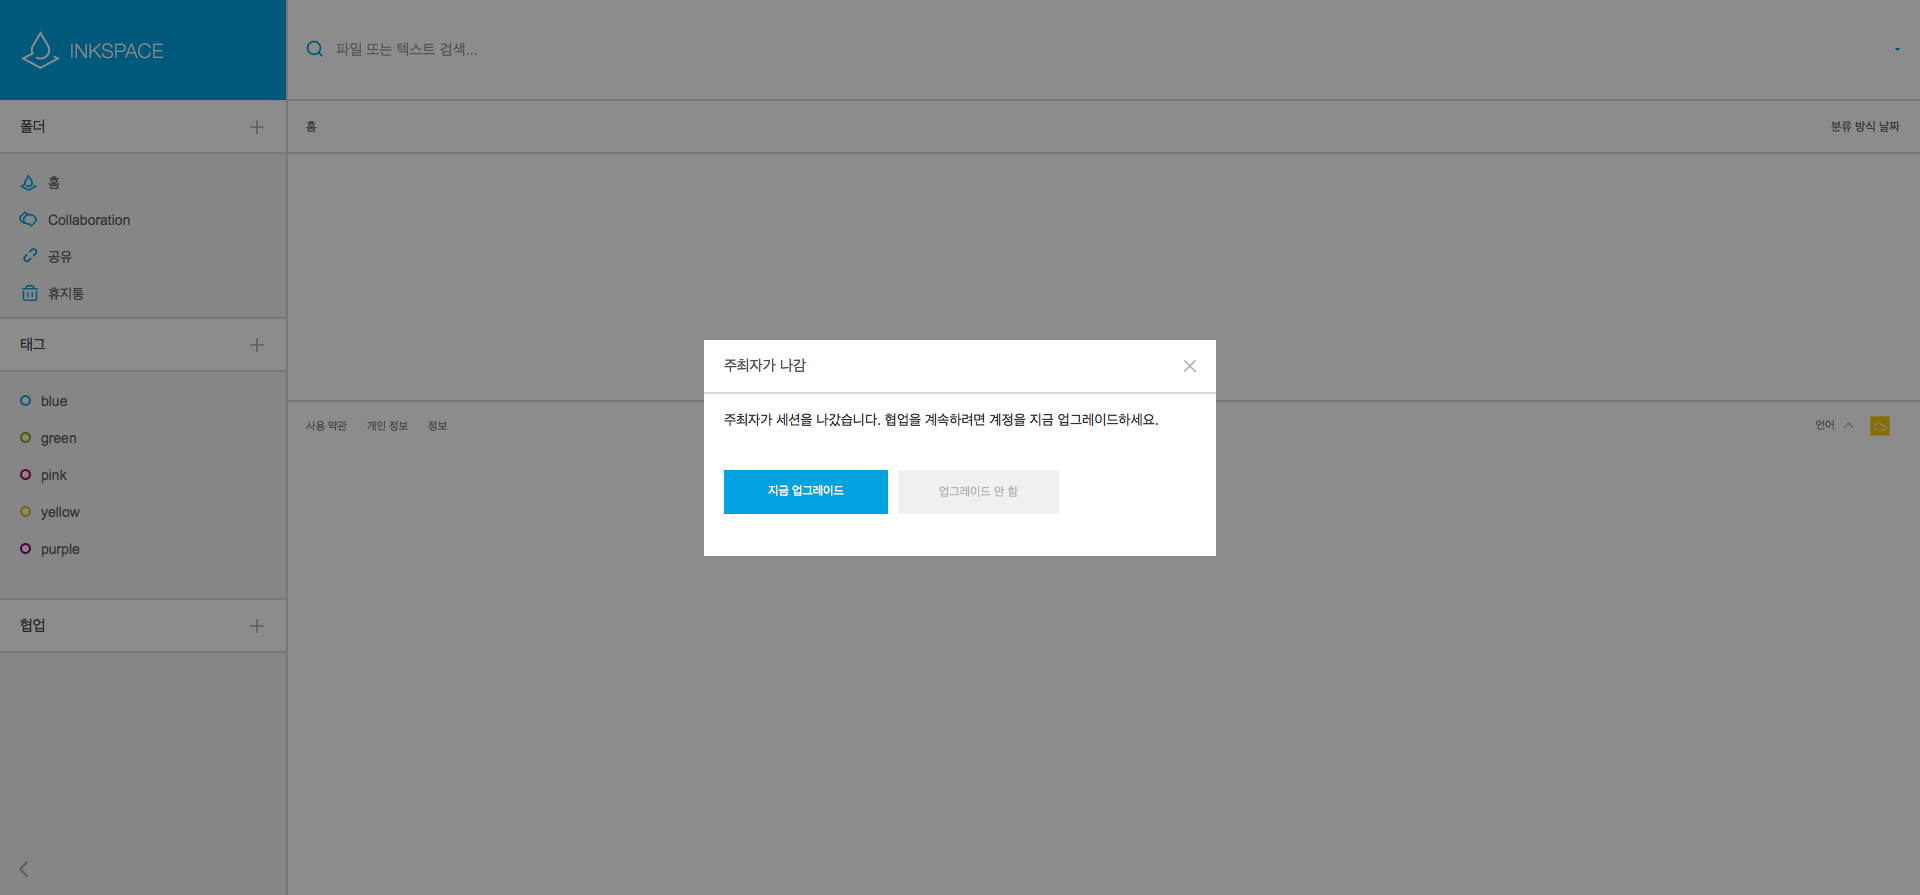 INKSPACE
파일 또는 텍스트 검색...
폴더
홈
분류 방식 날짜
홈
Collaboration
공유
휴지통
태그
blue
green
pink
yellow
purple
협업
주최자가 나감
주최자가 세션을 나갔습니다. 협업을 계속하려면 계정을 지금 업그레이드하세요.
지금 업그레이드
업그레이드 안 함
사용 약관
개인 정보
정보
언어